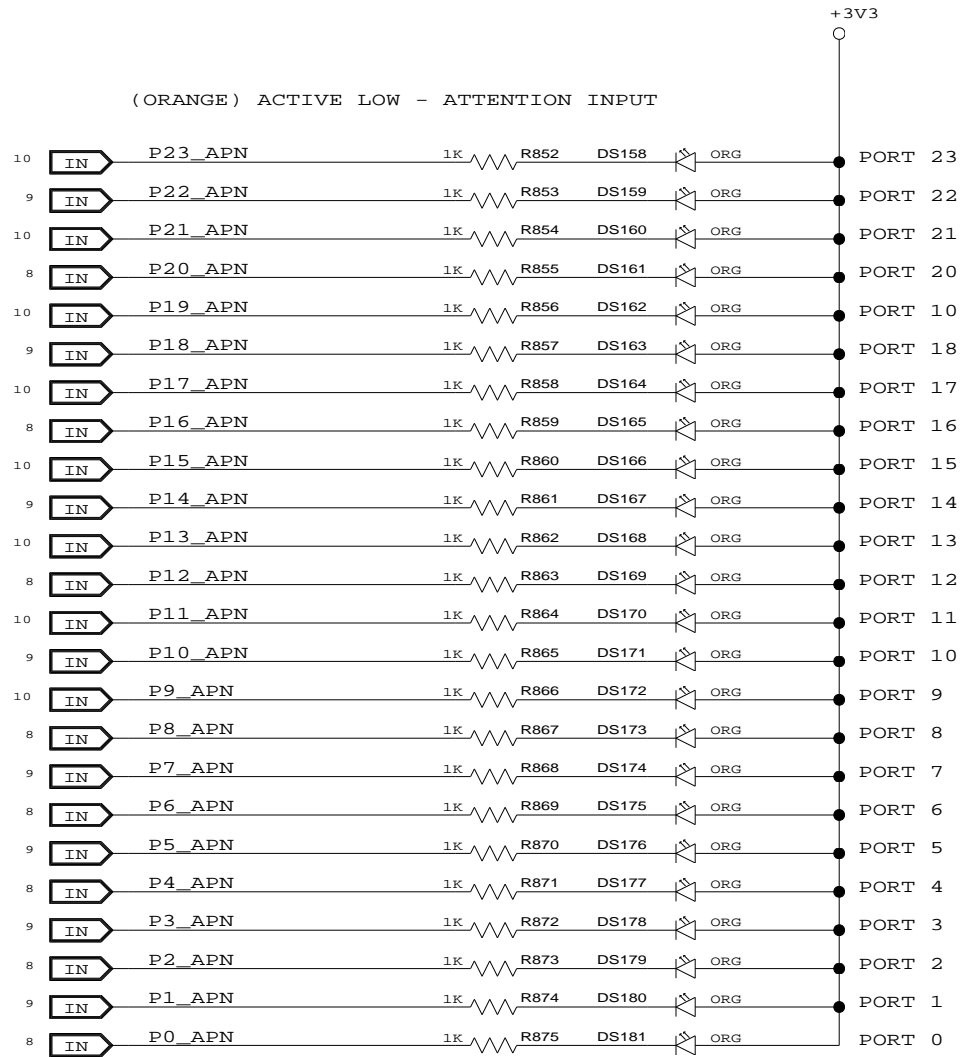 +3V3
(ORANGE) ACTIVE LOW - ATTENTION INPUT
10 IN P23_APN 1K R852 DS158 ORG PORT 23
9 IN P22_APN 1K R853 DS159 ORG PORT 22
10 IN P21_APN 1K R854 DS160 ORG PORT 21
8 IN P20_APN 1K R855 DS161 ORG PORT 20
10 IN P19_APN 1K R856 DS162 ORG PORT 10
9 IN P18_APN 1K R857 DS163 ORG PORT 18
10 IN P17_APN 1K R858 DS164 ORG PORT 17
8 IN P16_APN 1K R859 DS165 ORG PORT 16
10 IN P15_APN 1K R860 DS166 ORG PORT 15
9 IN P14_APN 1K R861 DS167 ORG PORT 14
10 IN P13_APN 1K R862 DS168 ORG PORT 13
8 IN P12_APN 1K R863 DS169 ORG PORT 12
10 IN P11_APN 1K R864 DS170 ORG PORT 11
9 IN P10_APN 1K R865 DS171 ORG PORT 10
10 IN P9_APN 1K R866 DS172 ORG PORT 9
8 IN P8_APN 1K R867 DS173 ORG PORT 8
9 IN P7_APN 1K R868 DS174 ORG PORT 7
8 IN P6_APN 1K R869 DS175 ORG PORT 6
9 IN P5_APN 1K R870 DS176 ORG PORT 5
8 IN P4_APN 1K R871 DS177 ORG PORT 4
9 IN P3_APN 1K R872 DS178 ORG PORT 3
8 IN P2_APN 1K R873 DS179 ORG PORT 2
9 IN P1_APN 1K R874 DS180 ORG PORT 1
8 IN P0_APN 1K R875 DS181 ORG PORT 0